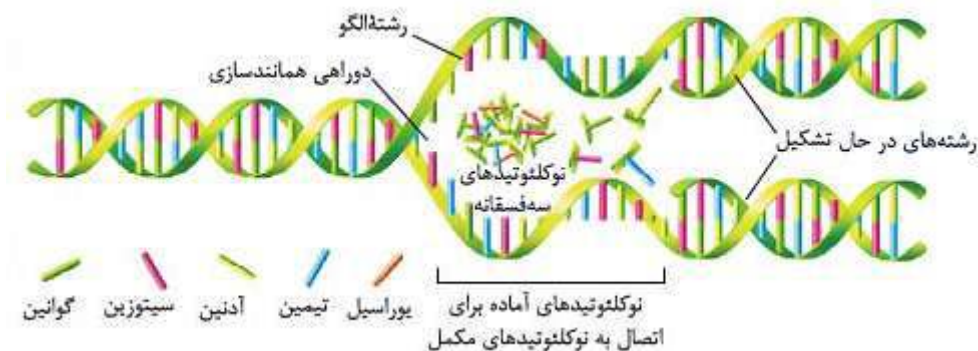 رشتهٔ الگو
دوراهی همانندسازی
نوکلئوتیدهای
سه‌فسفاته
رشته‌های در حال تشکیل
گوانین
سیتوزین
آدنین
تیمین
یوراسیل
نوکلئوتیدهای آماده برای
اتصال به نوکلئوتیدهای مکمل